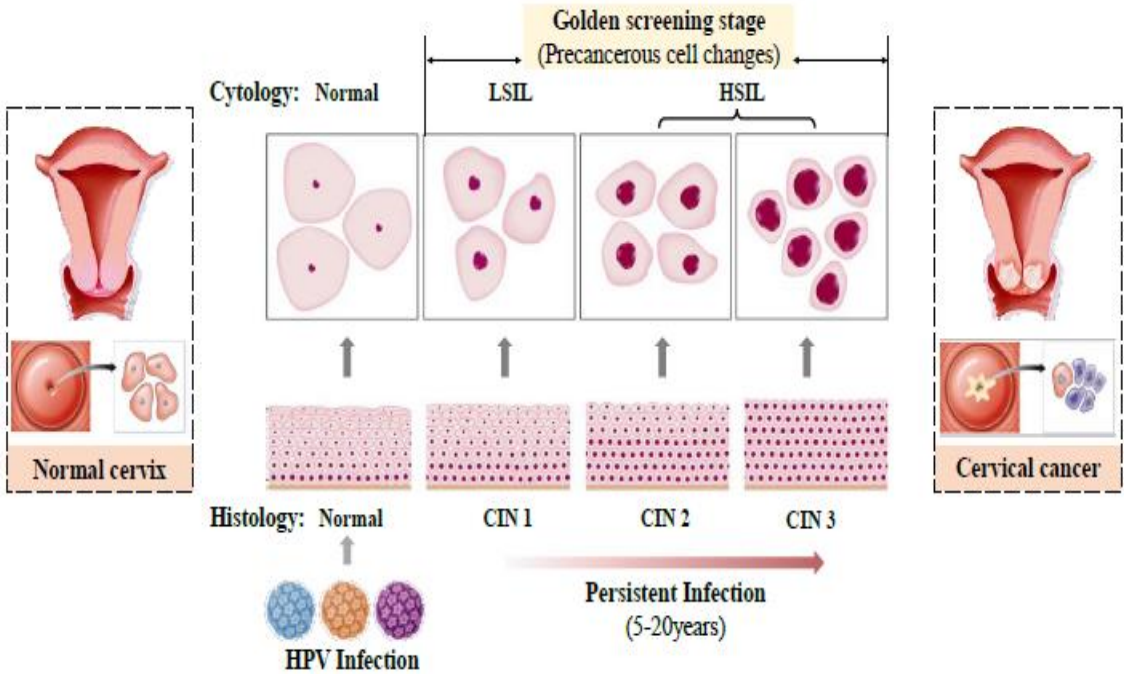 Golden screening stage
(Precancerous cell changes)
Cytology: Normal
LSIL
HSIL
Normal cervix
Cervical cancer
Histology: Normal
CIN 1
CIN 2
CIN 3
Persistent Infection
(5-20years)
HPV Infection